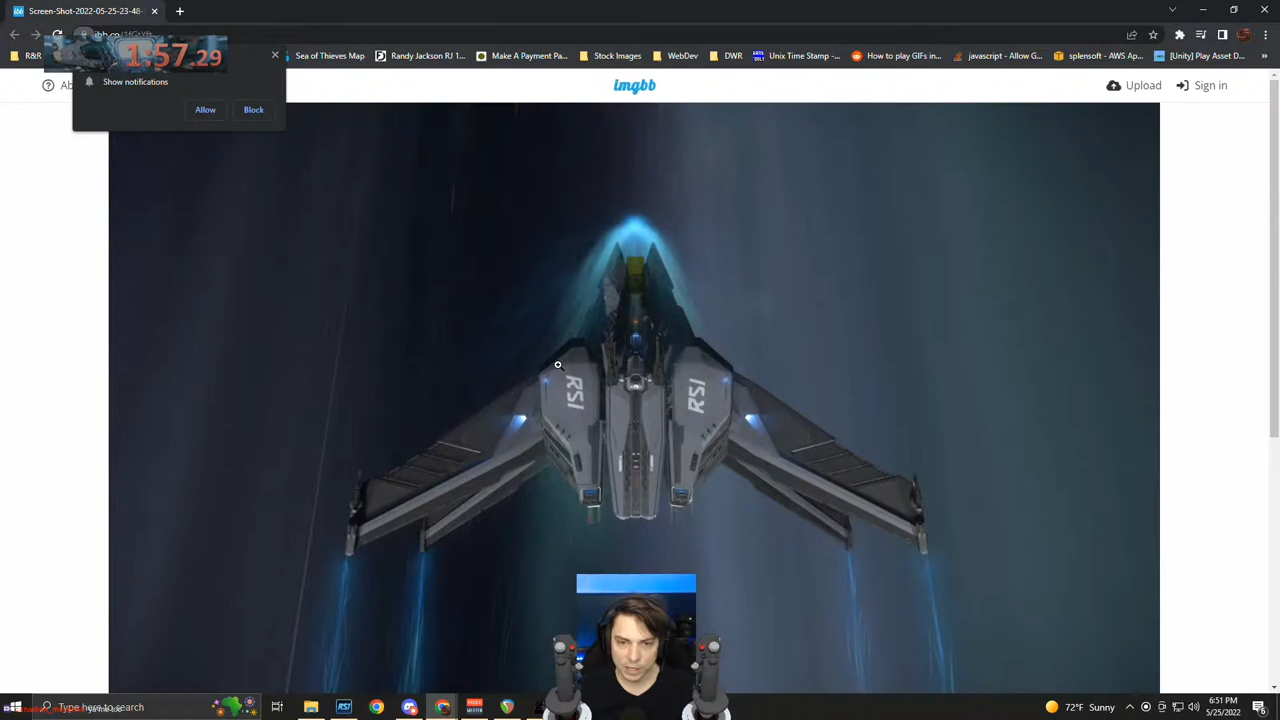 Screen-Shot-2022-05-25-23-48-
1:57.29
R&R
Sea of Thieves Map
Randy Jackson RJ 1...
Make A Payment Pa...
Stock Images
WebDev
DWR
Unix Time Stamp -...
How to play GIFs in...
javascript - Allow G...
splensoft - AWS Ap...
[Unity] Play Asset D...
Show notifications
Allow
Block
Ab
imgbb
Upload
Sign in
RSI
RSI
Type here to search
RSI
72°F Sunny
6:51 PM
5/25/2022